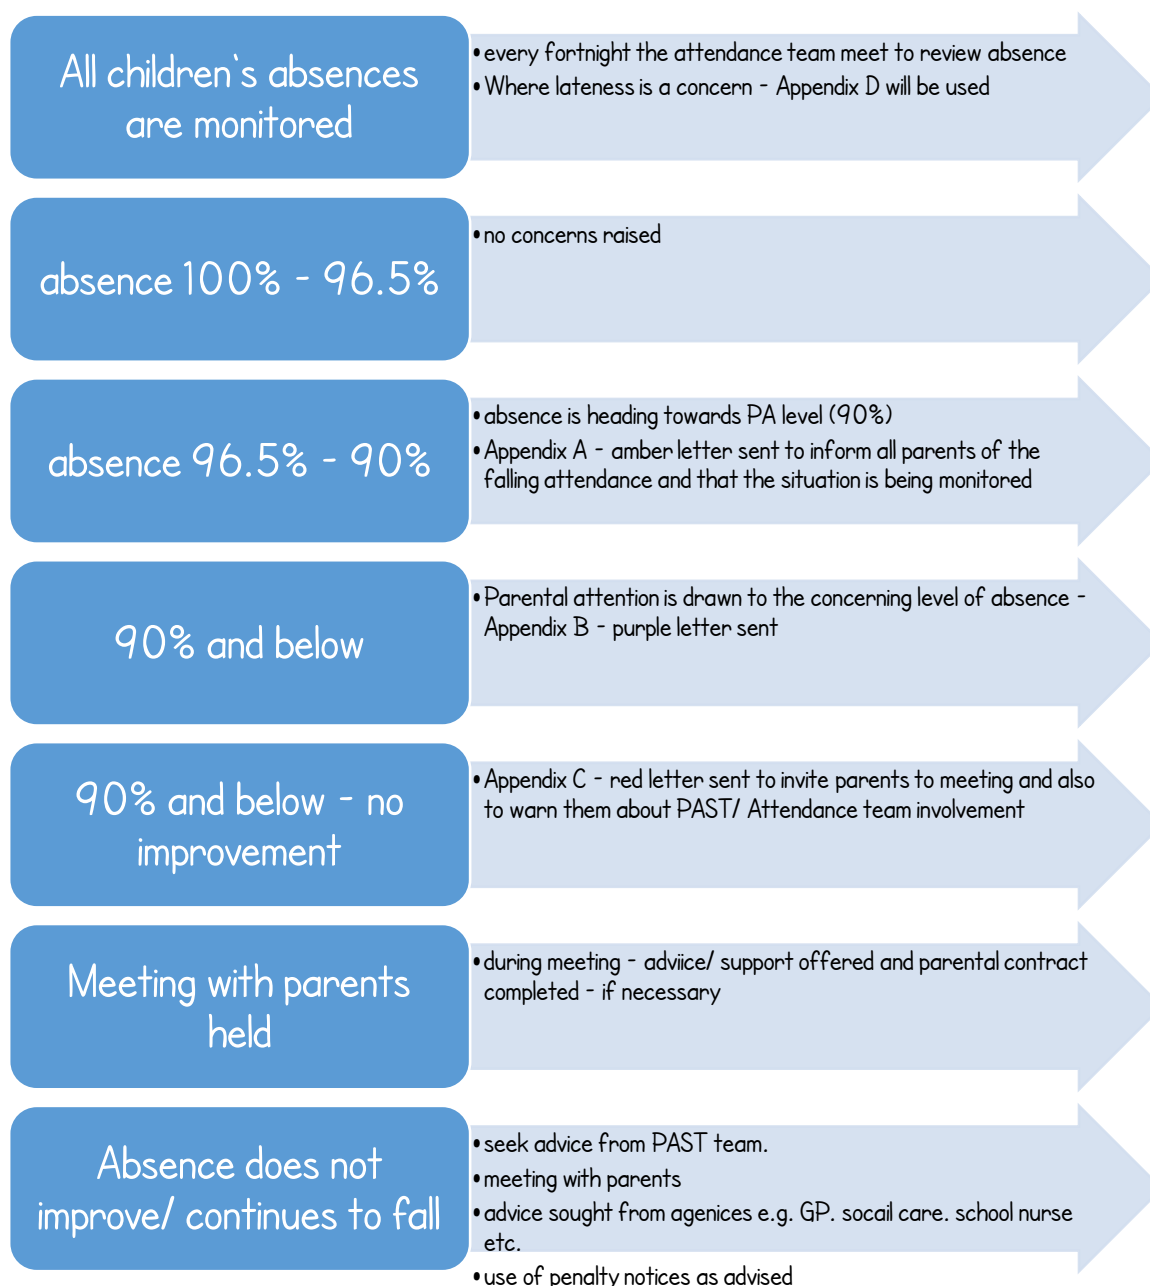 All children`s absences
are monitored
•every fortnight the attendance team meet to review absence
•Where lateness is a concern - Appendix D will be used
absence 100% - 96.5%
•no concerns raised
absence 96.5% - 90%
•absence is heading towards PA level (90%)
•Appendix A - amber letter sent to inform all parents of the
falling attendance and that the situation is being monitored
90% and below
•Parental attention is drawn to the concerning level of absence -
Appendix B - purple letter sent
90% and below - no
improvement
•Appendix C - red letter sent to invite parents to meeting and also
to warn them about PAST/ Attendance team involvement
Meeting with parents
held
•during meeting - adviice/ support offered and parental contract
completed - if necessary
Absence does not
improve/ continues to fall
•seek advice from PAST team.
•meeting with parents
•advice sought from agenices e.g. GP. socail care. school nurse
etc.
•use of penalty notices as advised